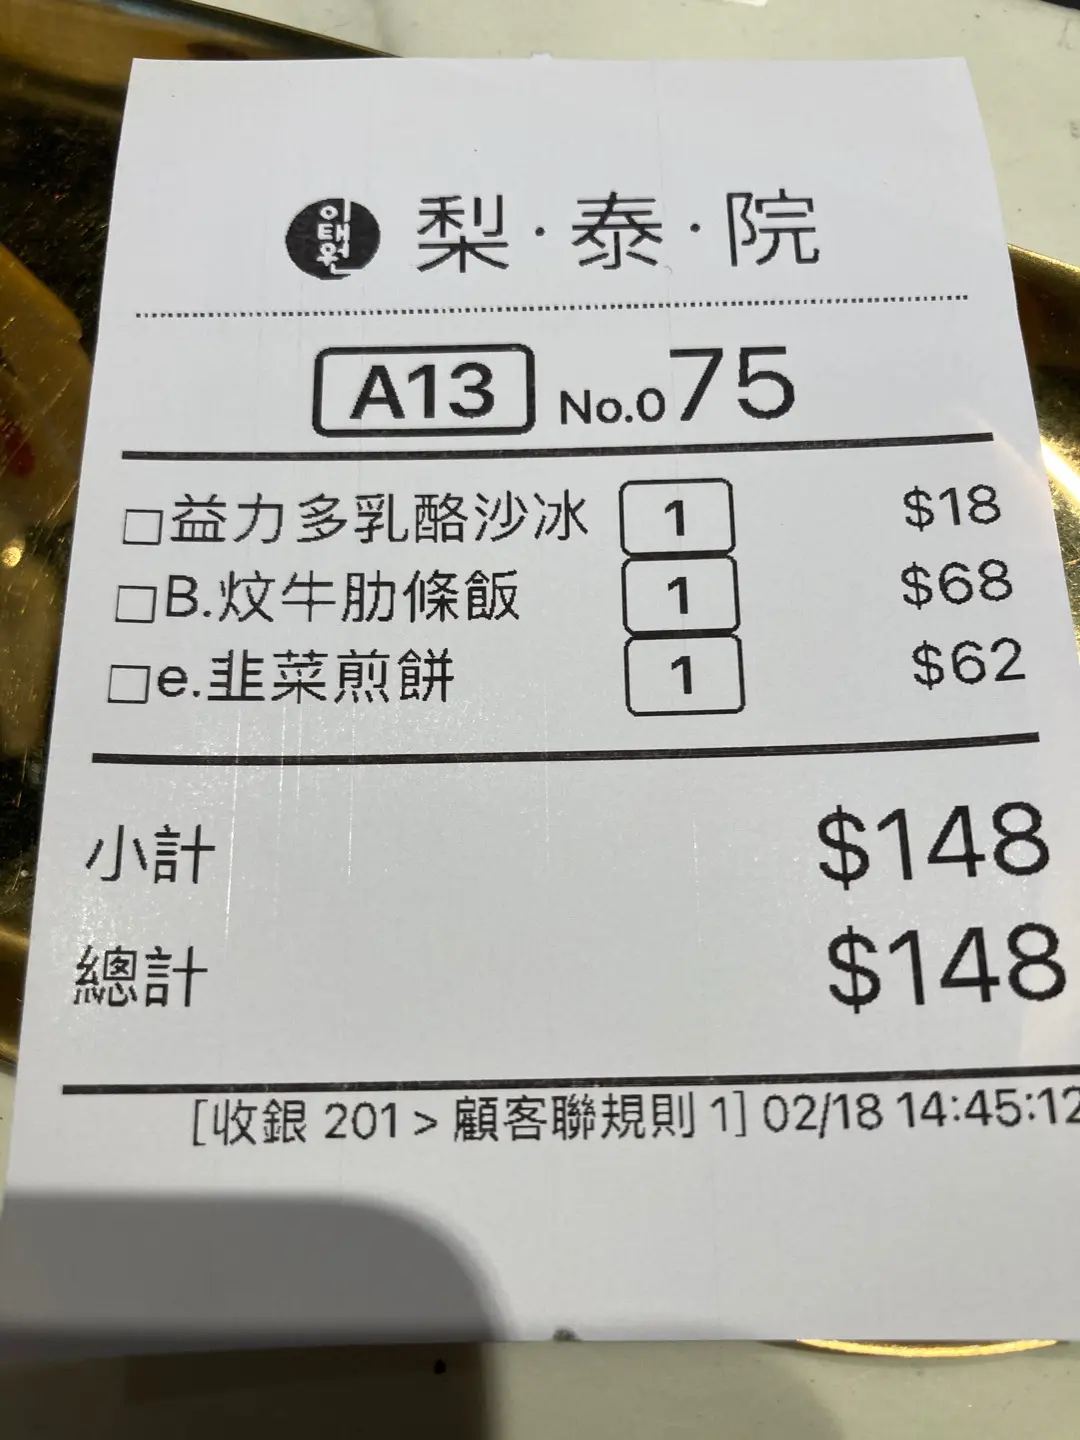 이태원 梨·泰·院
A13 No.075
□益力多乳酪沙冰 1 $18
□B.炆牛肋條飯 1 $68
□e.韭菜煎餅 1 $62
小計 $148
總計 $148
[收銀 201 > 顧客聯規則 1] 02/18 14:45:12